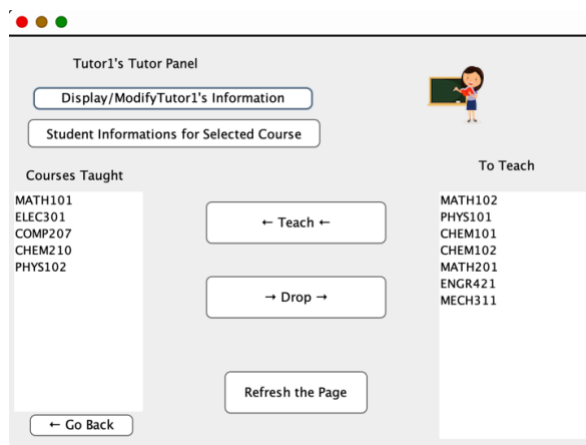 Tutor1's Tutor Panel
Display/ModifyTutor1's Information
Student Informations for Selected Course
Courses Taught
MATH101
ELEC301
COMP207
CHEM210
PHYS102
← Go Back
← Teach ←
→ Drop →
Refresh the Page
To Teach
MATH102
PHYS101
CHEM101
CHEM102
MATH201
ENGR421
MECH311